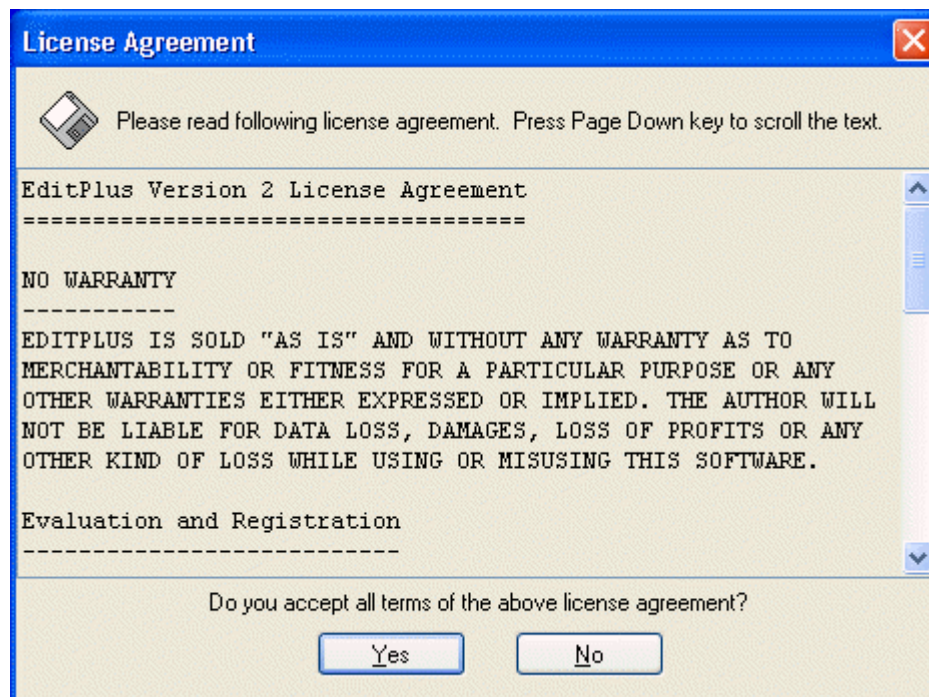 License Agreement
Please read following license agreement.  Press Page Down key to scroll the text.
EditPlus Version 2 License Agreement
====================================
NO WARRANTY
-----------
EDITPLUS IS SOLD "AS IS" AND WITHOUT ANY WARRANTY AS TO
MERCHANTABILITY OR FITNESS FOR A PARTICULAR PURPOSE OR ANY
OTHER WARRANTIES EITHER EXPRESSED OR IMPLIED. THE AUTHOR WILL
NOT BE LIABLE FOR DATA LOSS, DAMAGES, LOSS OF PROFITS OR ANY
OTHER KIND OF LOSS WHILE USING OR MISUSING THIS SOFTWARE.
Evaluation and Registration
---------------------------
Do you accept all terms of the above license agreement?
Yes
No